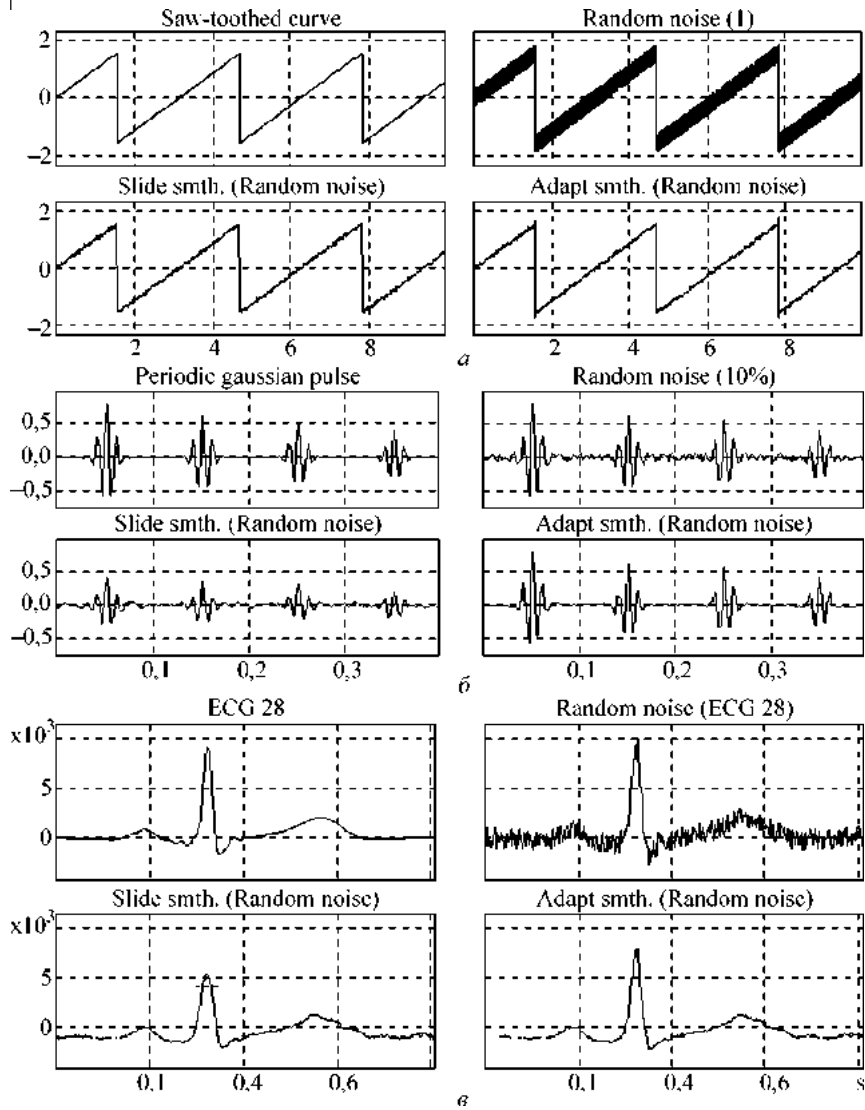 Saw-toothed curve Random noise (1)
2
0
−2
2 4 6 8
Slide smth. (Random noise) Adapt smth. (Random noise)
2
0
−2
2 4 6 8 2 4 6 8
а
Periodic gaussian pulse Random noise (10%)
0,5
0,0
−0,5
Slide smth. (Random noise) Adapt smth. (Random noise)
0,5
0,0
−0,5
0,1 0,2 0,3 0,1 0,2 0,3
б
ECG 28 Random noise (ECG 28)
x10³
5
0
Slide smth. (Random noise) Adapt smth. (Random noise)
x10³
5
0
0,1 0,4 0,6 0,1 0,4 0,6 s
в